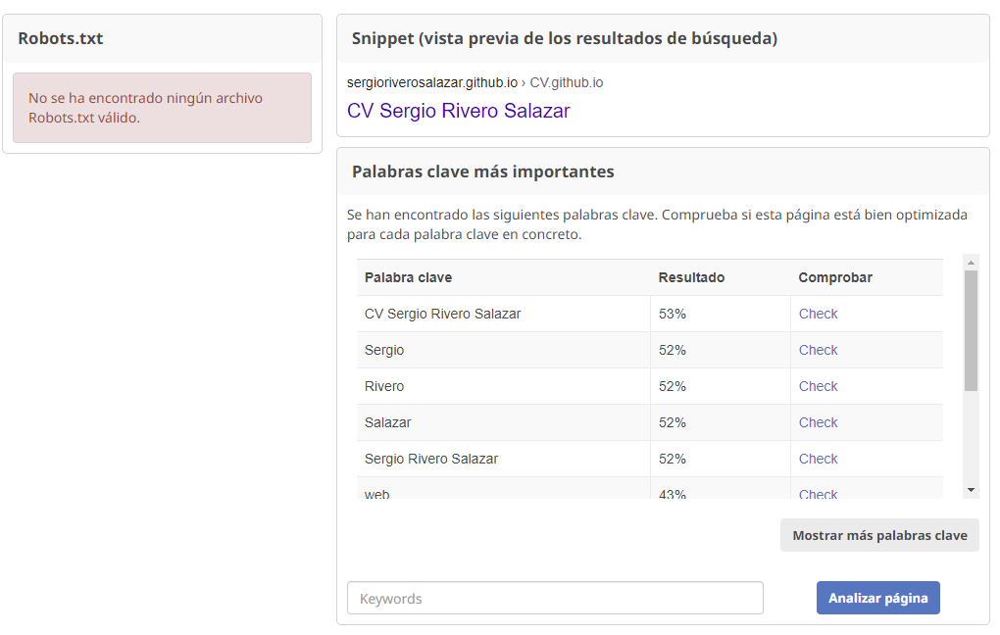 Robots.txt
No se ha encontrado ningún archivo
Robots.txt válido.
Snippet (vista previa de los resultados de búsqueda)
sergioriverosalazar.github.io › CV.github.io
CV Sergio Rivero Salazar
Palabras clave más importantes
Se han encontrado las siguientes palabras clave. Comprueba si esta página está bien optimizada
para cada palabra clave en concreto.
Palabra clave Resultado Comprobar
CV Sergio Rivero Salazar 53% Check
Sergio 52% Check
Rivero 52% Check
Salazar 52% Check
Sergio Rivero Salazar 52% Check
web 43% Check
Mostrar más palabras clave
Keywords Analizar página